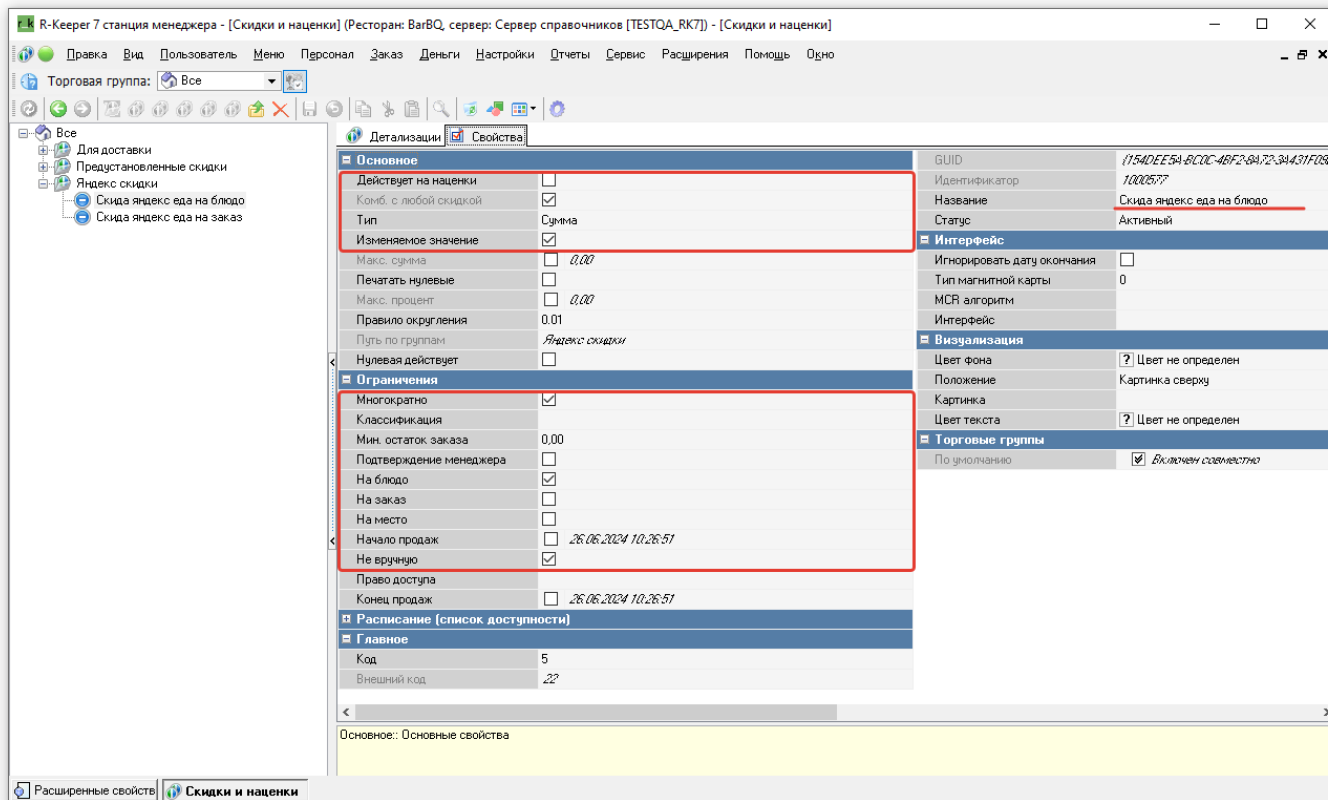 R-Keeper 7 станция менеджера - [Скидки и наценки] (Ресторан: BarBQ, сервер: Сервер справочников [TESTQA_RK7]) - [Скидки и наценки]
Правка Вид Пользователь Меню Персонал Заказ Деньги Настройки Отчеты Сервис Расширения Помощь Окно
Торговая группа: Все
Все
Для доставки
Предустановленные скидки
Яндекс скидки
Скида яндекс еда на блюдо
Скида яндекс еда на заказ
Детализации Свойства
Основное
Действует на наценки
Комб. с любой скидкой
Тип Сумма
Изменяемое значение
Макс. сумма 0,00
Печатать нулевые
Макс. процент 0,00
Правило округления 0.01
Путь по группам Яндекс скидки
Нулевая действует
Ограничения
Многократно
Классификация
Мин. остаток заказа 0,00
Подтверждение менеджера
На блюдо
На заказ
На место
Начало продаж 26.06.2024 10:26:51
Не вручную
Право доступа
Конец продаж 26.06.2024 10:26:51
Расписание (список доступности)
Главное
Код 5
Внешний код 22
GUID
Идентификатор 1000577
Название Скида яндекс еда на блюдо
Статус Активный
Интерфейс
Игнорировать дату окончания
Тип магнитной карты 0
MCR алгоритм
Интерфейс
Визуализация
Цвет фона ? Цвет не определен
Положение Картинка сверху
Картинка
Цвет текста ? Цвет не определен
Торговые группы
По умолчанию Включен совместно
Основное:: Основные свойства
Расширенные свойств Скидки и наценки